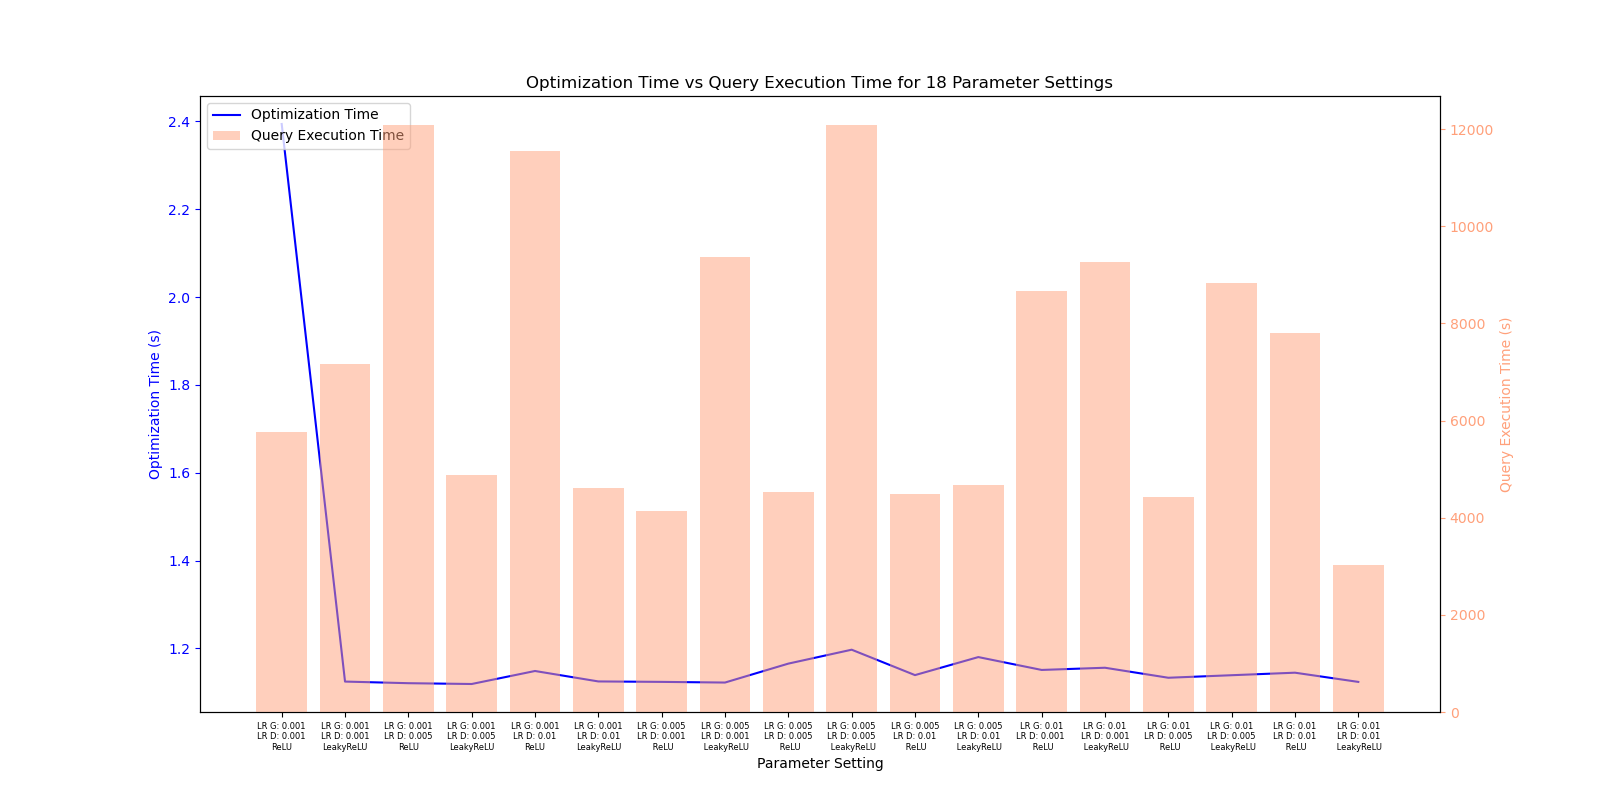 Optimization Time vs Query Execution Time for 18 Parameter Settings
Optimization Time
Query Execution Time
2.4
2.2
2.0
1.8
1.6
1.4
1.2
Optimization Time (s)
12000
10000
8000
6000
4000
2000
0
Query Execution Time (s)
LR G: 0.001
LR D: 0.001
ReLU
LR G: 0.001
LR D: 0.001
LeakyReLU
LR G: 0.001
LR D: 0.005
ReLU
LR G: 0.001
LR D: 0.005
LeakyReLU
LR G: 0.001
LR D: 0.01
ReLU
LR G: 0.001
LR D: 0.01
LeakyReLU
LR G: 0.005
LR D: 0.001
ReLU
LR G: 0.005
LR D: 0.001
LeakyReLU
LR G: 0.005
LR D: 0.005
ReLU
LR G: 0.005
LR D: 0.005
LeakyReLU
LR G: 0.005
LR D: 0.01
ReLU
LR G: 0.005
LR D: 0.01
LeakyReLU
LR G: 0.01
LR D: 0.001
ReLU
LR G: 0.01
LR D: 0.001
LeakyReLU
LR G: 0.01
LR D: 0.005
ReLU
LR G: 0.01
LR D: 0.005
LeakyReLU
LR G: 0.01
LR D: 0.01
ReLU
LR G: 0.01
LR D: 0.01
LeakyReLU
Parameter Setting